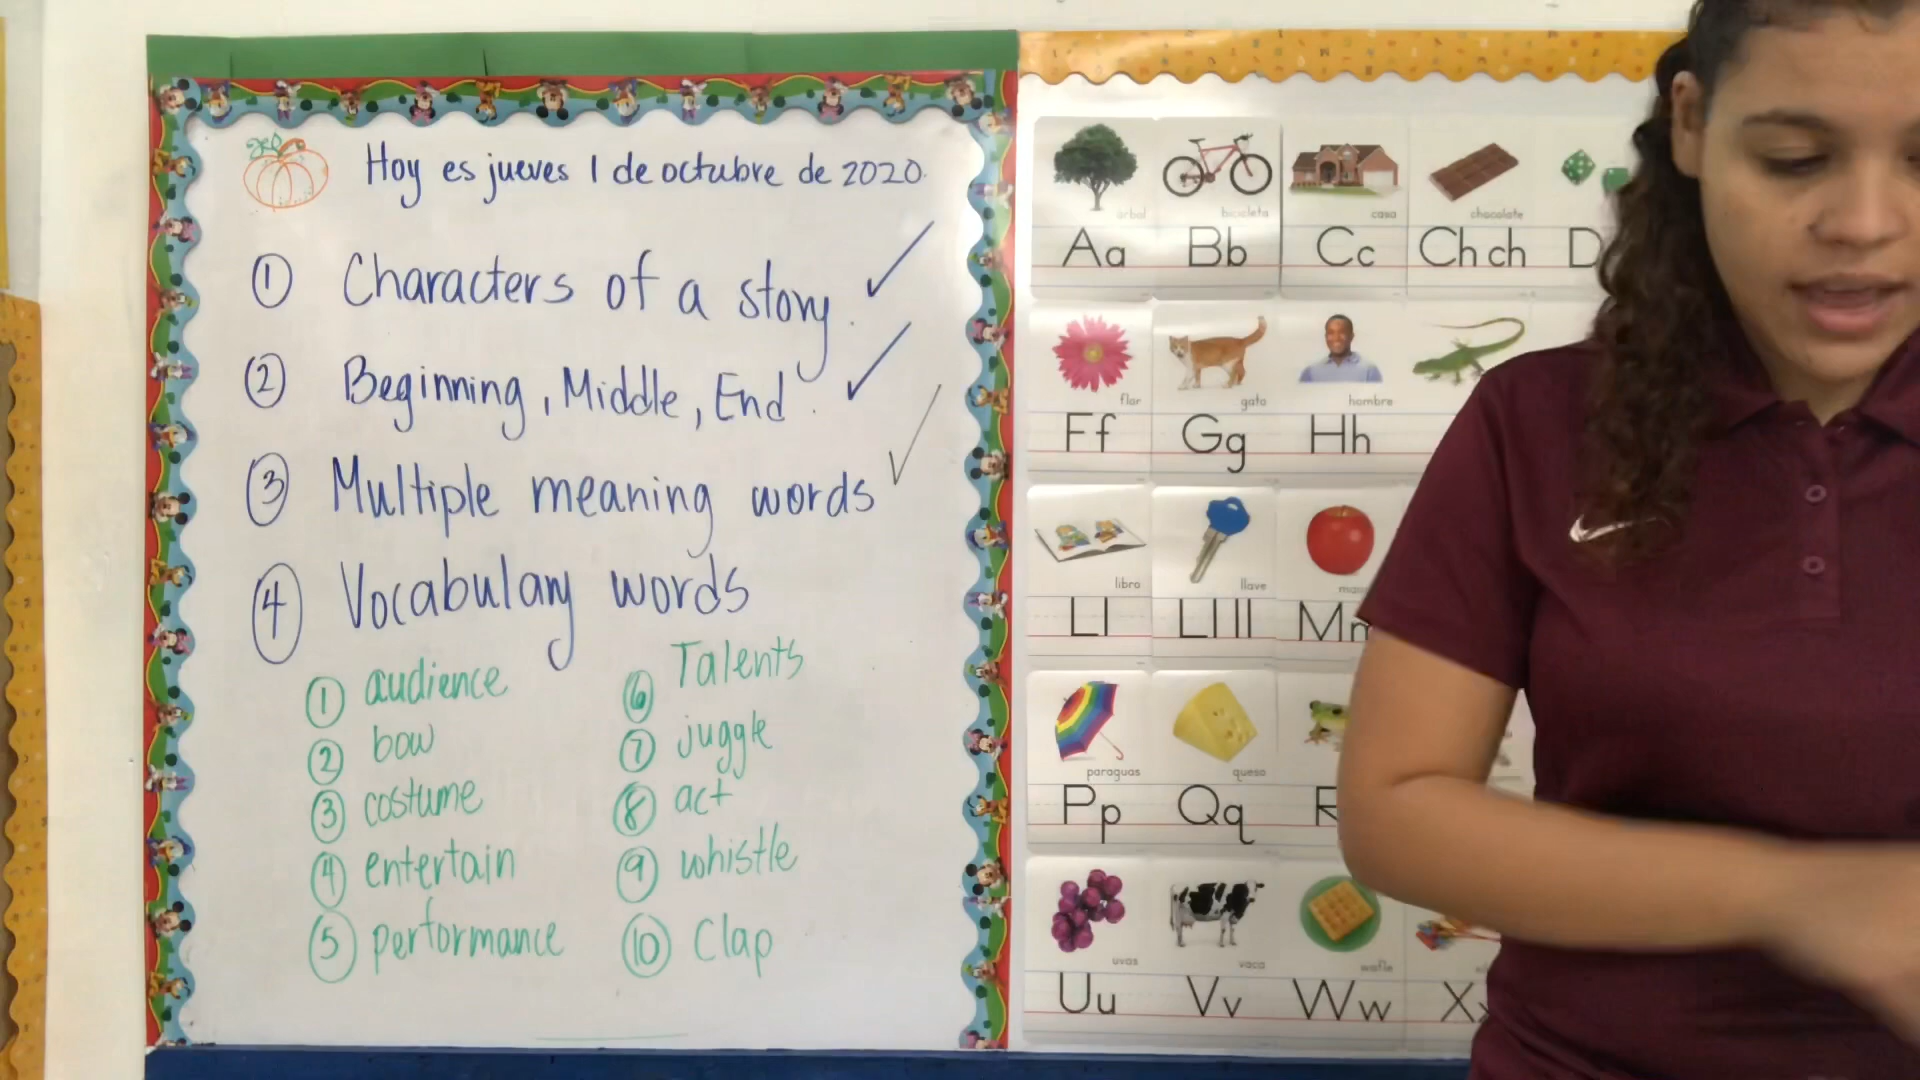 Hoy es jueves 1 de octubre de 2020.
1 Characters of a story.
2 Beginning, Middle, End.
3 Multiple meaning words
4 Vocabulary words
1 audience
2 bow
3 costume
4 entertain
5 performance
6 Talents
7 juggle
8 act
9 whistle
10 Clap
árbol bicicleta casa chocolate
Aa Bb Cc Ch ch D
flor gato hombre
Ff Gg Hh
libro llave
Ll Ll ll Mm
paraguas queso
Pp Qq R
uvas vaca wafle
Uu Vv Ww Xx